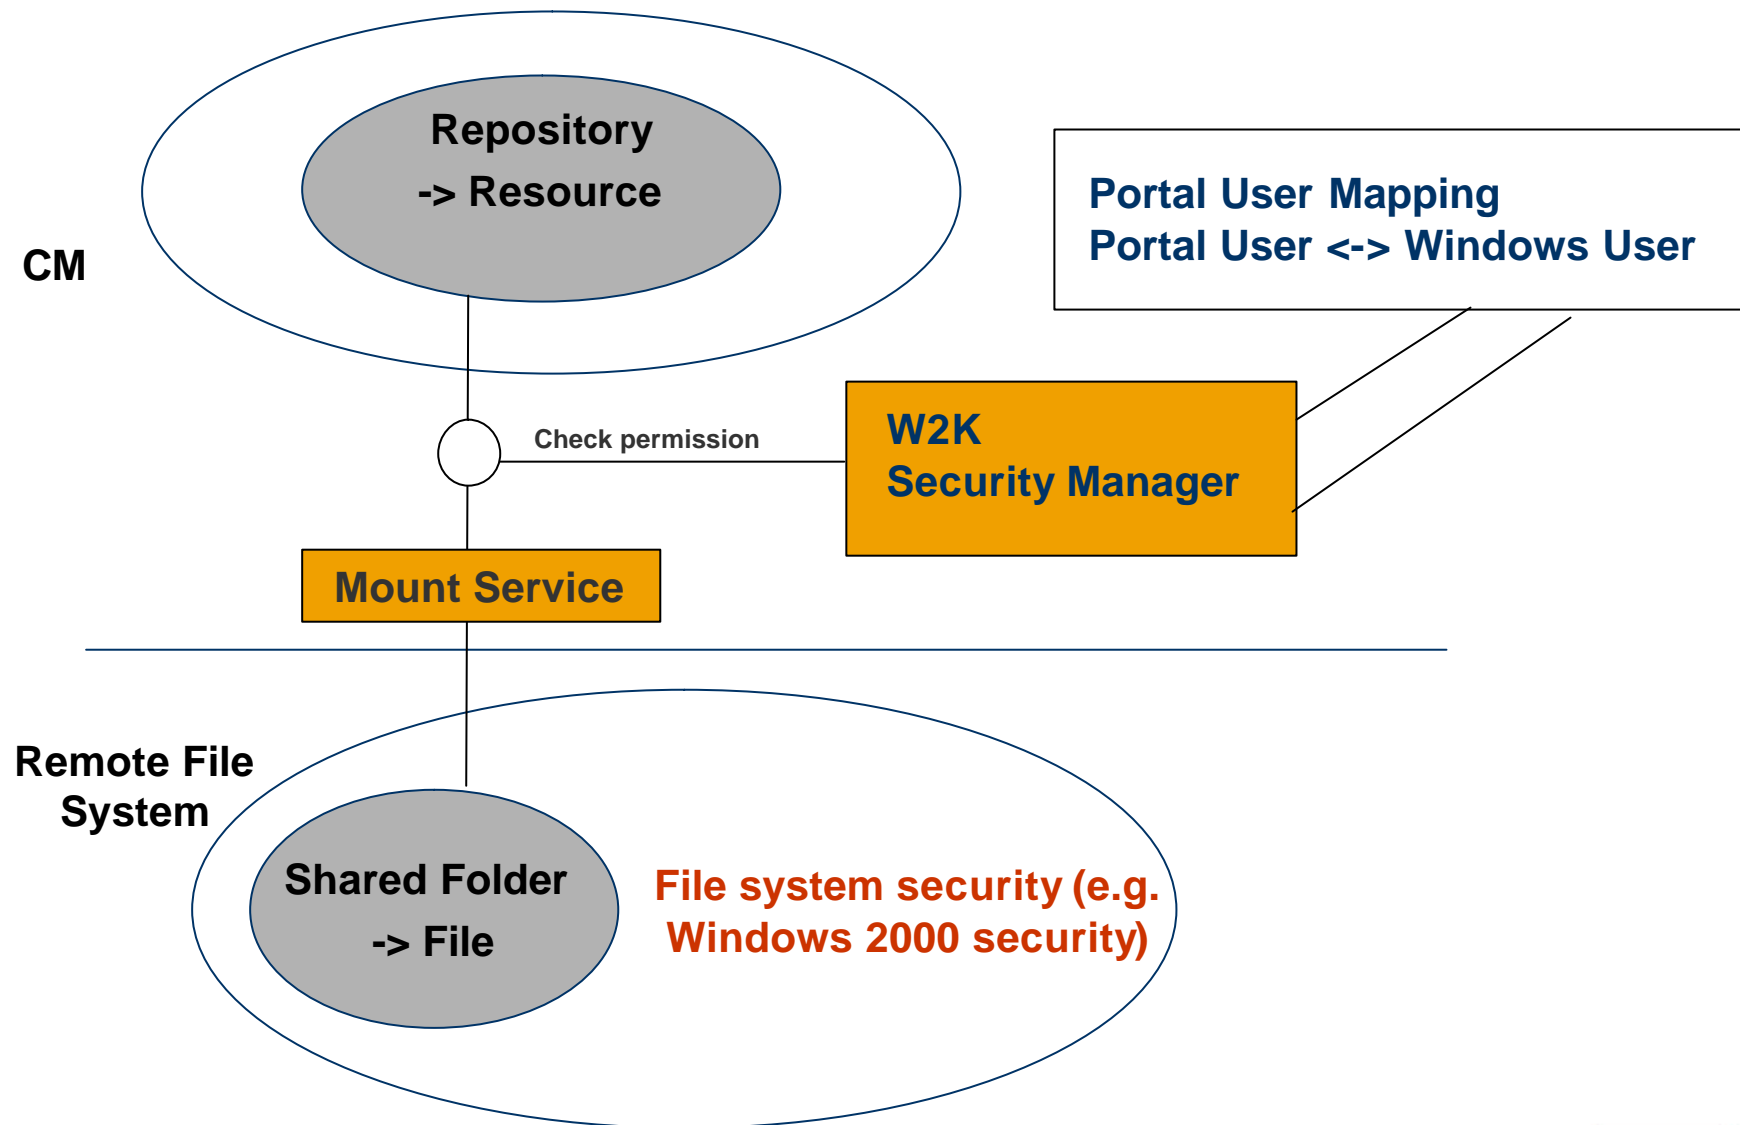 Repository
-> Resource
Portal User Mapping
Portal User <-> Windows User
CM
Check permission
W2K
Security Manager
Mount Service
Remote File
System
Shared Folder
-> File
File system security (e.g.
Windows 2000 security)